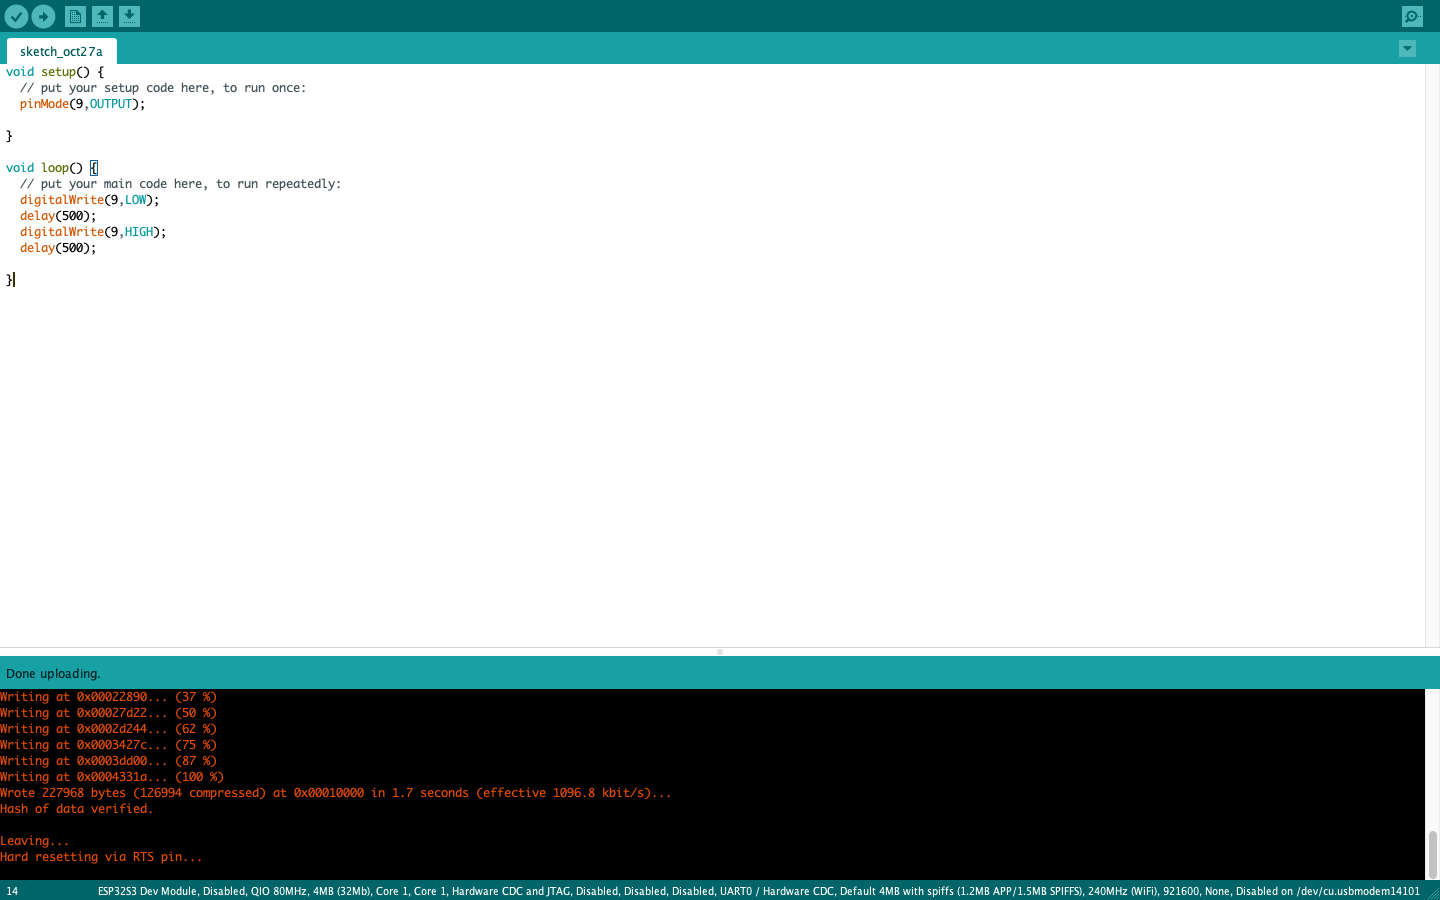 sketch_oct27a
void setup() {
  // put your setup code here, to run once:
  pinMode(9,OUTPUT);
}
void loop() {
  // put your main code here, to run repeatedly:
  digitalWrite(9,LOW);
  delay(500);
  digitalWrite(9,HIGH);
  delay(500);
}
Done uploading.
Writing at 0x00022890... (37 %)
Writing at 0x00027d22... (50 %)
Writing at 0x0002d244... (62 %)
Writing at 0x0003427c... (75 %)
Writing at 0x0003dd00... (87 %)
Writing at 0x0004331a... (100 %)
Wrote 227968 bytes (126994 compressed) at 0x00010000 in 1.7 seconds (effective 1096.8 kbit/s)...
Hash of data verified.
Leaving...
Hard resetting via RTS pin...
14 ESP32S3 Dev Module, Disabled, QIO 80MHz, 4MB (32Mb), Core 1, Core 1, Hardware CDC and JTAG, Disabled, Disabled, Disabled, UART0 / Hardware CDC, Default 4MB with spiffs (1.2MB APP/1.5MB SPIFFS), 240MHz (WiFi), 921600, None, Disabled on /dev/cu.usbmodem14101